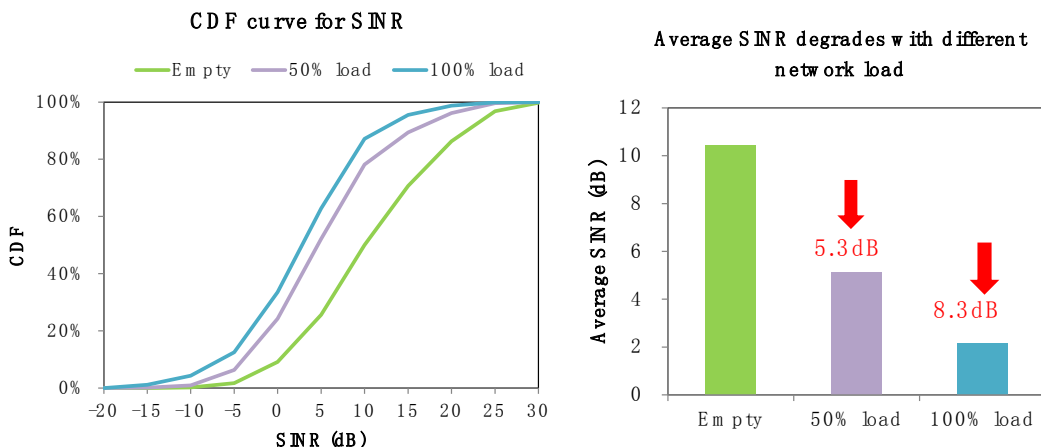 CDF curve for SINR
Empty 50% load 100% load
100%
80%
60%
40%
20%
0%
CDF
-20 -15 -10 -5 0 5 10 15 20 25 30
SINR (dB)
Average SINR degrades with different
network load
12
10
8
6
4
2
0
Average SINR (dB)
5.3dB
8.3dB
Empty 50% load 100% load